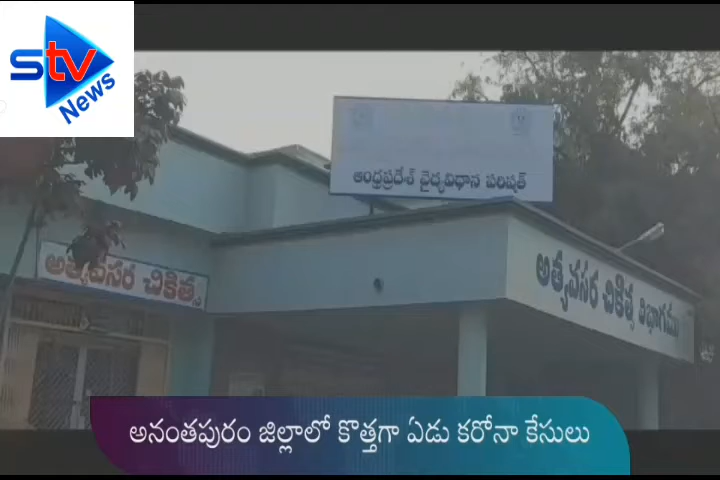 STV
News
ఆంధ్రప్రదేశ్ వైద్యవిధాన పరిషత్
అత్యవసర చికిత్స
అత్యవసర చికిత్స విభాగము
అనంతపురం జిల్లాలో కొత్తగా ఏడు కరోనా కేసులు